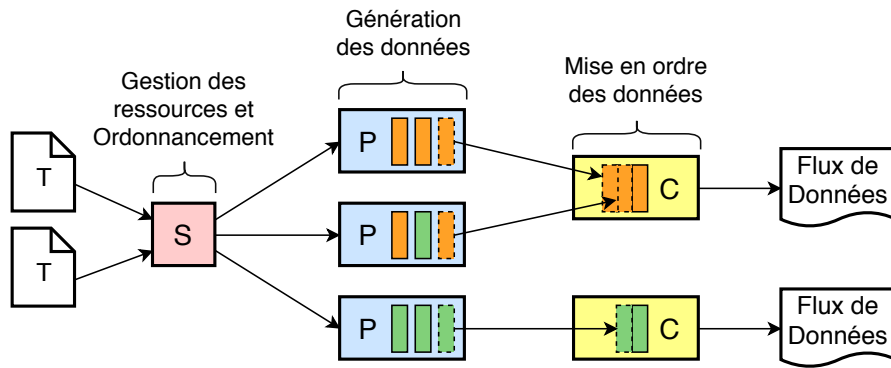 Génération
des données
Gestion des
ressources et
Ordonnancement
Mise en ordre
des données
T
T
S
P
P
P
C
C
Flux de
Données
Flux de
Données